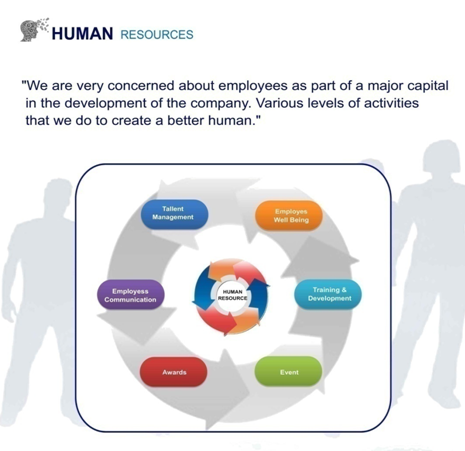 HUMAN RESOURCES
"We are very concerned about employees as part of a major capital
in the development of the company. Various levels of activities
that we do to create a better human."
Tallent
Management
Employes
Well Being
Employess
Communication
HUMAN
RESOURCE
Training &
Development
Awards
Event